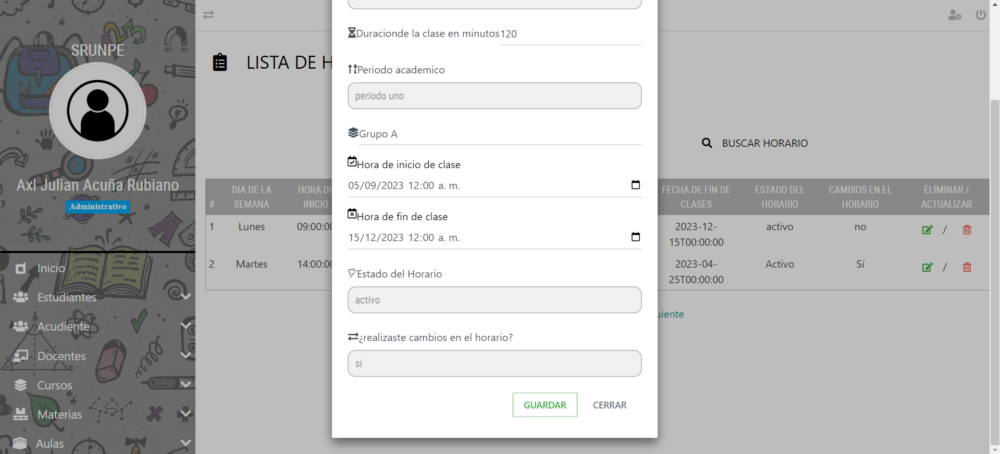 SRUNPE
Axl Julian Acuña Rubiano
Administrativo
Inicio
Estudiantes
Acudiente
Docentes
Cursos
Materias
Aulas
LISTA DE H
BUSCAR HORARIO
#
DIA DE LA SEMANA
HORA DE INICIO
FECHA DE FIN DE CLASES
ESTADO DEL HORARIO
CAMBIOS EN EL HORARIO
ELIMINAR / ACTUALIZAR
1 Lunes 09:00:00 2023-12-15T00:00:00 activo no /
2 Martes 14:00:00 2023-04-25T00:00:00 Activo Sí /
uiente
Duracionde la clase en minutos 120
Periodo academico
periodo uno
Grupo A
Hora de inicio de clase
05/09/2023 12:00 a. m.
Hora de fin de clase
15/12/2023 12:00 a. m.
Estado del Horario
activo
¿realizaste cambios en el horario?
si
GUARDAR
CERRAR